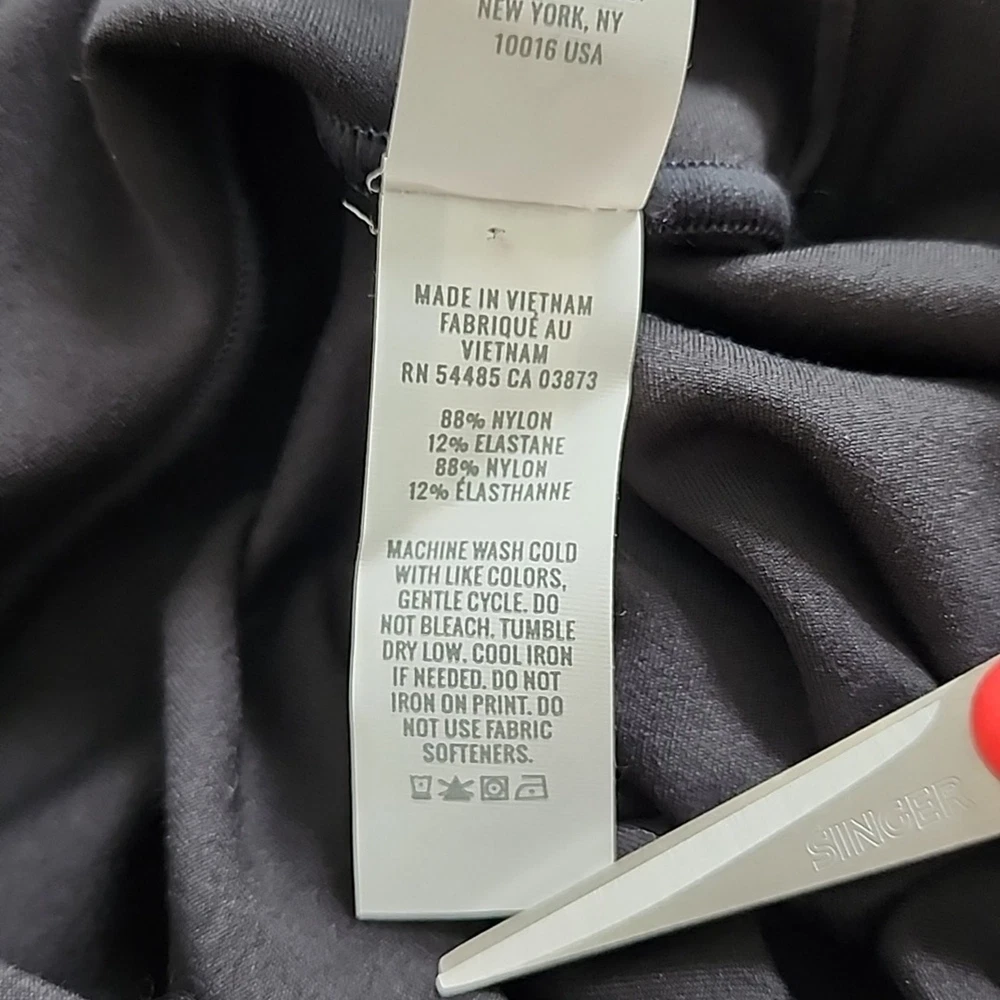 NEW YORK, NY
10016 USA
MADE IN VIETNAM
FABRIQUÉ AU
VIETNAM
RN 54485 CA 03873
88% NYLON
12% ELASTANE
88% NYLON
12% ÉLASTHANNE
MACHINE WASH COLD
WITH LIKE COLORS,
GENTLE CYCLE. DO
NOT BLEACH. TUMBLE
DRY LOW. COOL IRON
IF NEEDED. DO NOT
IRON ON PRINT. DO
NOT USE FABRIC
SOFTENERS.
SINGER